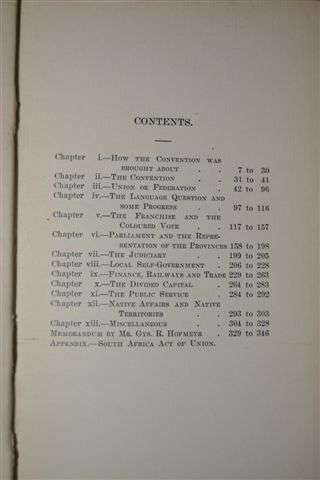 CONTENTS.
Chapter i.—How the Convention was
brought about . . 7 to 30
Chapter ii.—The Convention . . 31 to 41
Chapter iii.—Union or Federation . 42 to 96
Chapter iv.—The Language Question and
some Progress . . 97 to 116
Chapter v.—The Franchise and the
Coloured Vote . . 117 to 157
Chapter vi.—Parliament and the Repre-
sentation of the Provinces 158 to 198
Chapter vii.—The Judiciary . . 199 to 205
Chapter viii.—Local Self-Government . 206 to 228
Chapter ix.—Finance, Railways and Trade 229 to 263
Chapter x.—The Divided Capital . 264 to 283
Chapter xi.—The Public Service . 284 to 292
Chapter xii.—Native Affairs and Native
Territories . . 293 to 303
Chapter xiii.—Miscellaneous . . 304 to 328
Memorandum by Mr. Gys. R. Hofmeyr . 329 to 346
Appendix.—South Africa Act of Union.